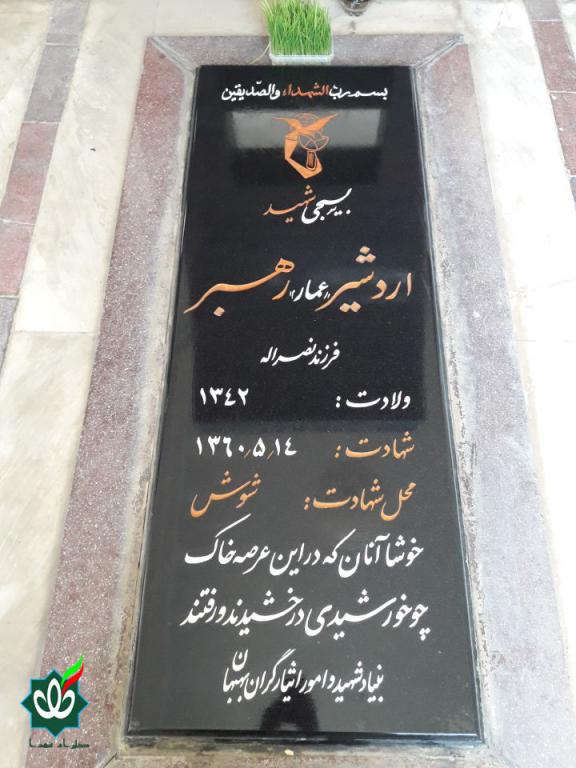 بسم رب الشهداء والصدیقین
بسیجی شهید
اردشیر "عمار" رهبر
فرزند نصراله
ولادت : ۱۳۴۲
شهادت : ۱۳۶۰٫۵٫۱۴
محل شهادت : شوش
خوشا آنان که در این عرصه خاک
چو خورشیدی درخشیدند و رفتند
بنیاد شهید و امور ایثارگران بهبهان